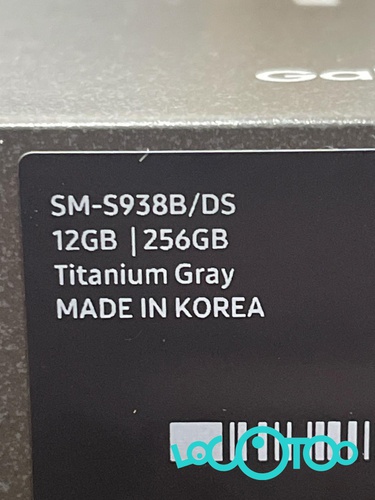 SM-S938B/DS
12GB | 256GB
Titanium Gray
MADE IN KOREA
LOCOTOO